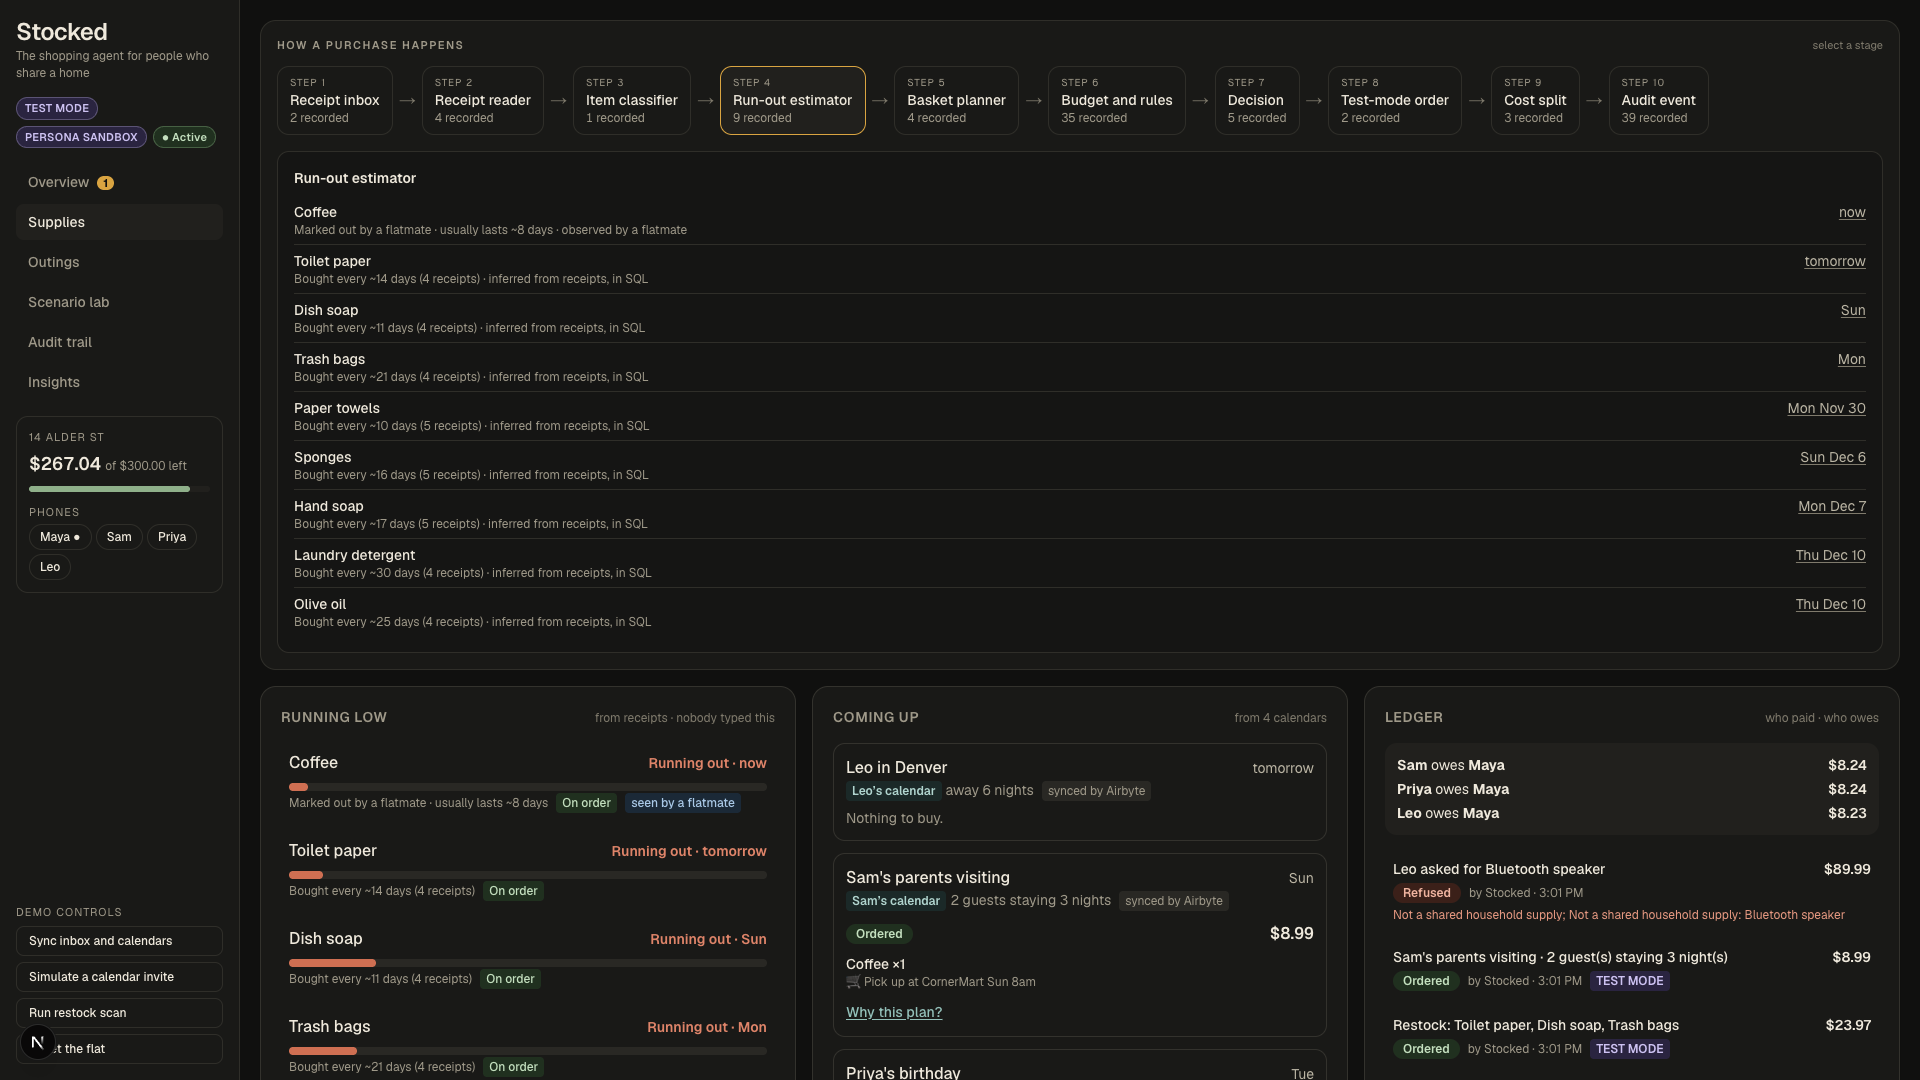 Stocked
The shopping agent for people who
share a home
TEST MODE
PERSONA SANDBOX
● Active
Overview 1
Supplies
Outings
Scenario lab
Audit trail
Insights
14 ALDER ST
$267.04 of $300.00 left
PHONES
Maya ●
Sam
Priya
Leo
DEMO CONTROLS
Sync inbox and calendars
Simulate a calendar invite
Run restock scan
N
t the flat
HOW A PURCHASE HAPPENS
select a stage
STEP 1
Receipt inbox
2 recorded
→
STEP 2
Receipt reader
4 recorded
→
STEP 3
Item classifier
1 recorded
→
STEP 4
Run-out estimator
9 recorded
→
STEP 5
Basket planner
4 recorded
→
STEP 6
Budget and rules
35 recorded
→
STEP 7
Decision
5 recorded
→
STEP 8
Test-mode order
2 recorded
→
STEP 9
Cost split
3 recorded
→
STEP 10
Audit event
39 recorded
Run-out estimator
Coffee now
Marked out by a flatmate · usually lasts ~8 days · observed by a flatmate
Toilet paper tomorrow
Bought every ~14 days (4 receipts) · inferred from receipts, in SQL
Dish soap Sun
Bought every ~11 days (4 receipts) · inferred from receipts, in SQL
Trash bags Mon
Bought every ~21 days (4 receipts) · inferred from receipts, in SQL
Paper towels Mon Nov 30
Bought every ~10 days (5 receipts) · inferred from receipts, in SQL
Sponges Sun Dec 6
Bought every ~16 days (5 receipts) · inferred from receipts, in SQL
Hand soap Mon Dec 7
Bought every ~17 days (5 receipts) · inferred from receipts, in SQL
Laundry detergent Thu Dec 10
Bought every ~30 days (4 receipts) · inferred from receipts, in SQL
Olive oil Thu Dec 10
Bought every ~25 days (4 receipts) · inferred from receipts, in SQL
RUNNING LOW
from receipts · nobody typed this
Coffee Running out · now
Marked out by a flatmate · usually lasts ~8 days On order seen by a flatmate
Toilet paper Running out · tomorrow
Bought every ~14 days (4 receipts) On order
Dish soap Running out · Sun
Bought every ~11 days (4 receipts) On order
Trash bags Running out · Mon
Bought every ~21 days (4 receipts) On order
COMING UP
from 4 calendars
Leo in Denver tomorrow
Leo's calendar away 6 nights synced by Airbyte
Nothing to buy.
Sam's parents visiting Sun
Sam's calendar 2 guests staying 3 nights synced by Airbyte
Ordered $8.99
Coffee ×1
🛒 Pick up at CornerMart Sun 8am
Why this plan?
Priya's birthday Tue
LEDGER
who paid · who owes
Sam owes Maya $8.24
Priya owes Maya $8.24
Leo owes Maya $8.23
Leo asked for Bluetooth speaker $89.99
Refused by Stocked · 3:01 PM
Not a shared household supply; Not a shared household supply: Bluetooth speaker
Sam's parents visiting · 2 guest(s) staying 3 night(s) $8.99
Ordered by Stocked · 3:01 PM TEST MODE
Restock: Toilet paper, Dish soap, Trash bags $23.97
Ordered by Stocked · 3:01 PM TEST MODE